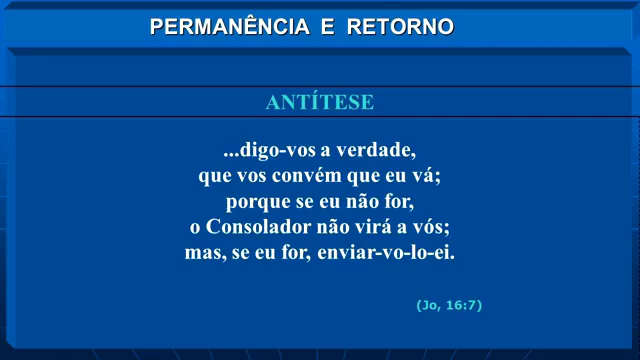 PERMANÊNCIA E RETORNO
ANTÍTESE
...digo-vos a verdade,
que vos convém que eu vá;
porque se eu não for,
o Consolador não virá a vós;
mas, se eu for, enviar-vo-lo-ei.
(Jo, 16:7)